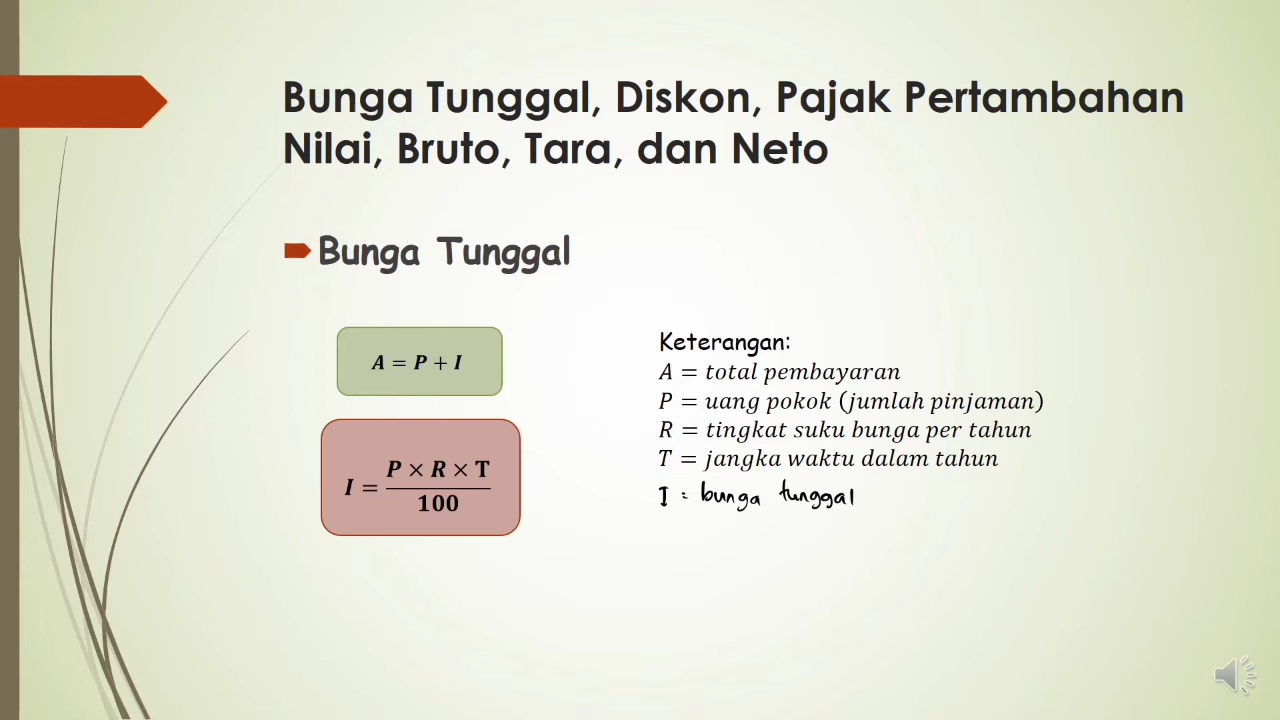 Bunga Tunggal, Diskon, Pajak Pertambahan
Nilai, Bruto, Tara, dan Neto
Bunga Tunggal
A = P + I
I = P × R × T / 100
Keterangan:
A = total pembayaran
P = uang pokok (jumlah pinjaman)
R = tingkat suku bunga per tahun
T = jangka waktu dalam tahun
I = bunga tunggal